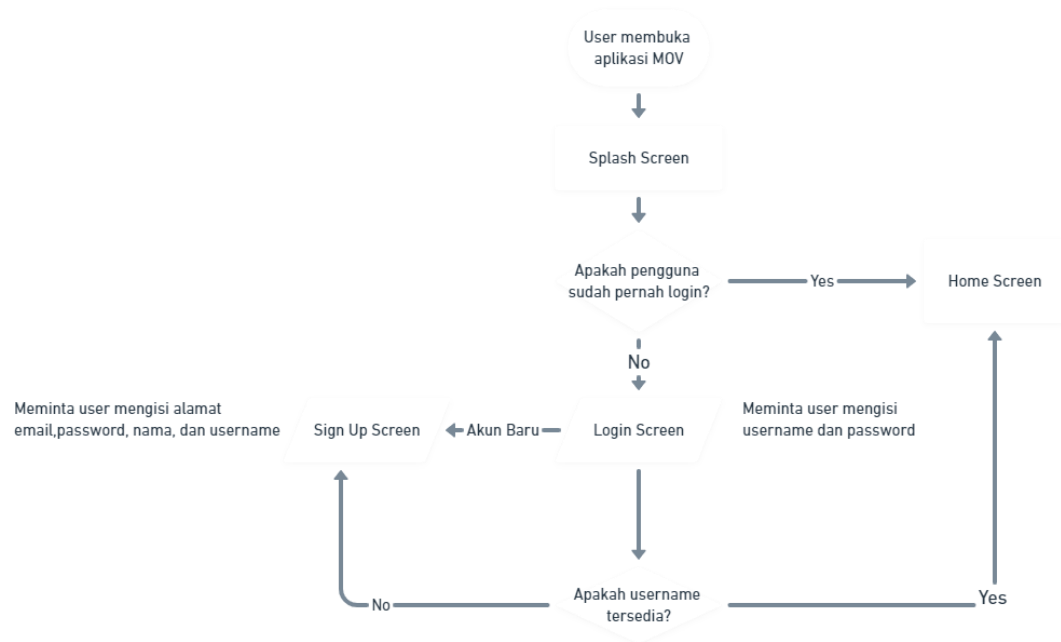 User membuka
aplikasi MOV
Splash Screen
Apakah pengguna
sudah pernah login?
Yes
Home Screen
No
Meminta user mengisi alamat
email,password, nama, dan username
Sign Up Screen
Akun Baru
Login Screen
Meminta user mengisi
username dan password
Apakah username
tersedia?
No
Yes